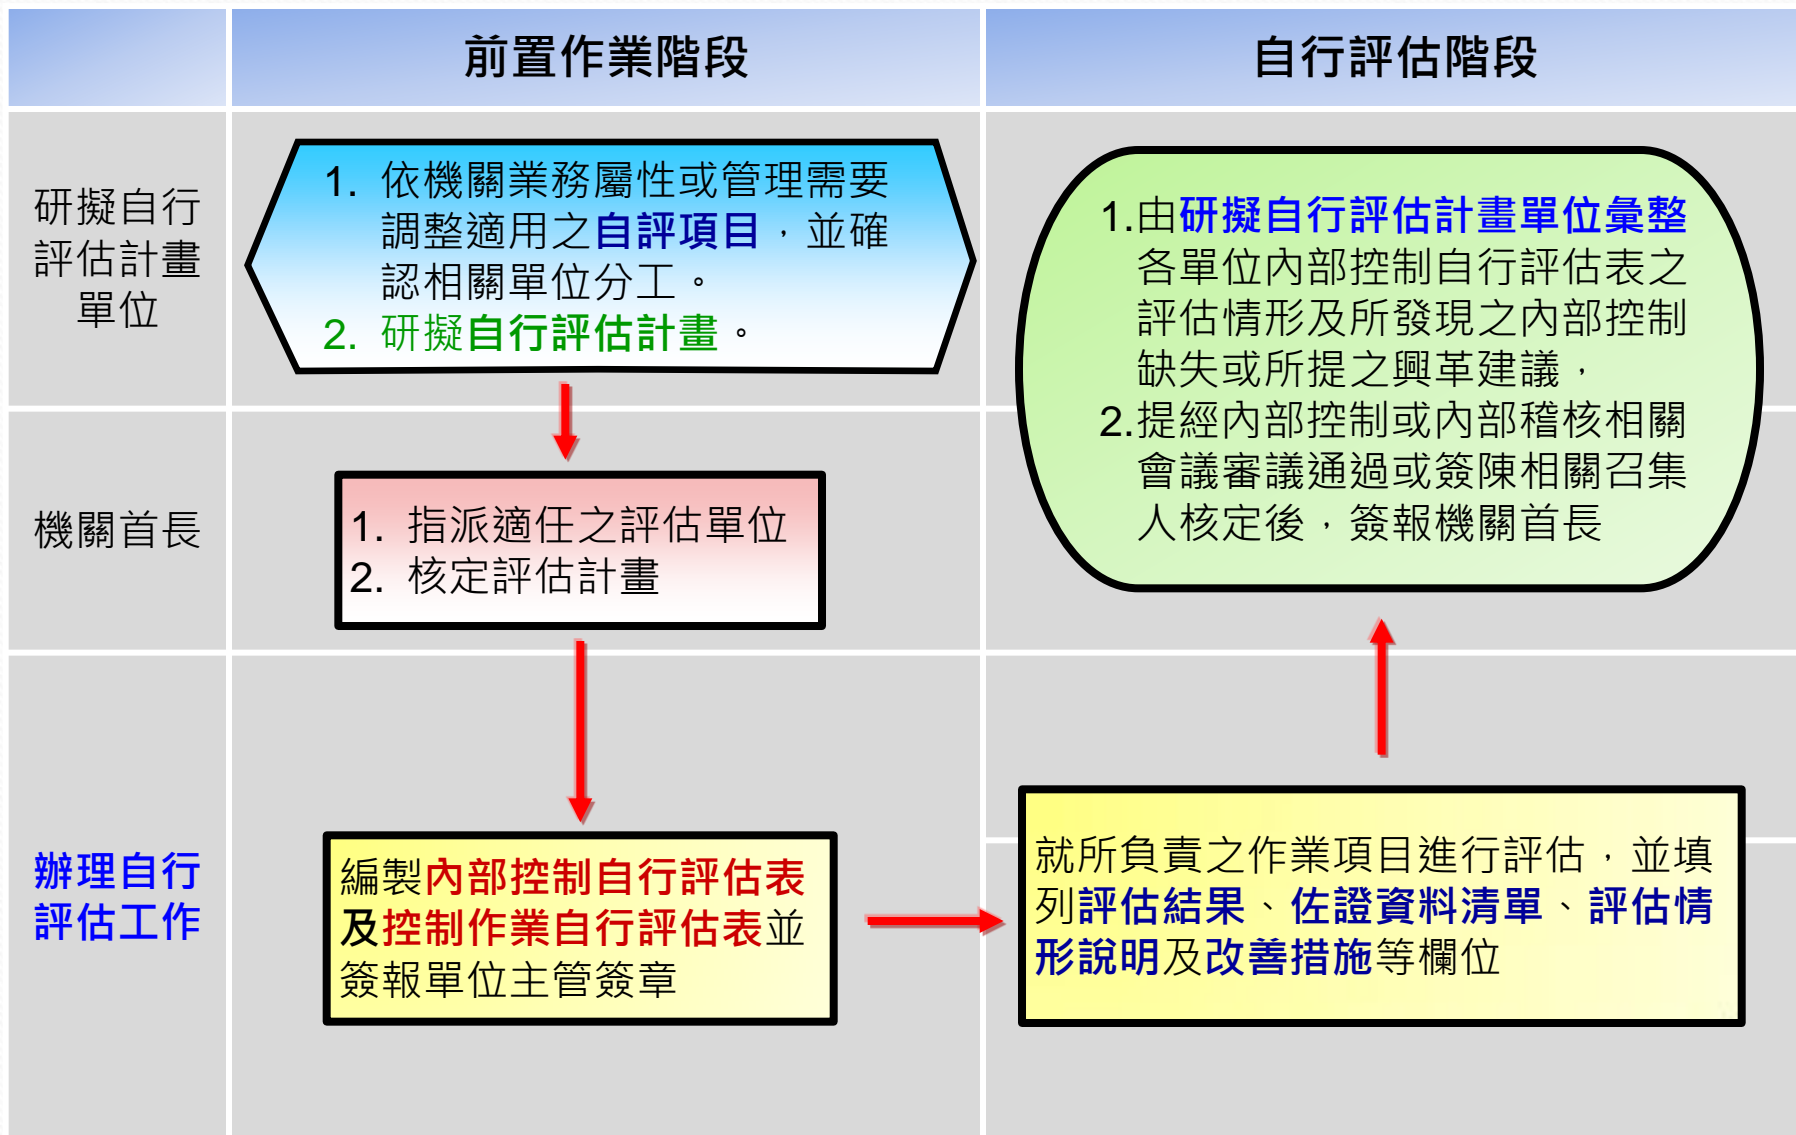 前置作業階段
自行評估階段
研擬自行
評估計畫
單位
1. 依機關業務屬性或管理需要
調整適用之自評項目，並確
認相關單位分工。
2. 研擬自行評估計畫。
1.由研擬自行評估計畫單位彙整
各單位內部控制自行評估表之
評估情形及所發現之內部控制
缺失或所提之興革建議，
2.提經內部控制或內部稽核相關
會議審議通過或簽陳相關召集
人核定後，簽報機關首長
機關首長
1. 指派適任之評估單位
2. 核定評估計畫
辦理自行
評估工作
編製內部控制自行評估表
及控制作業自行評估表並
簽報單位主管簽章
就所負責之作業項目進行評估，並填
列評估結果、佐證資料清單、評估情
形說明及改善措施等欄位